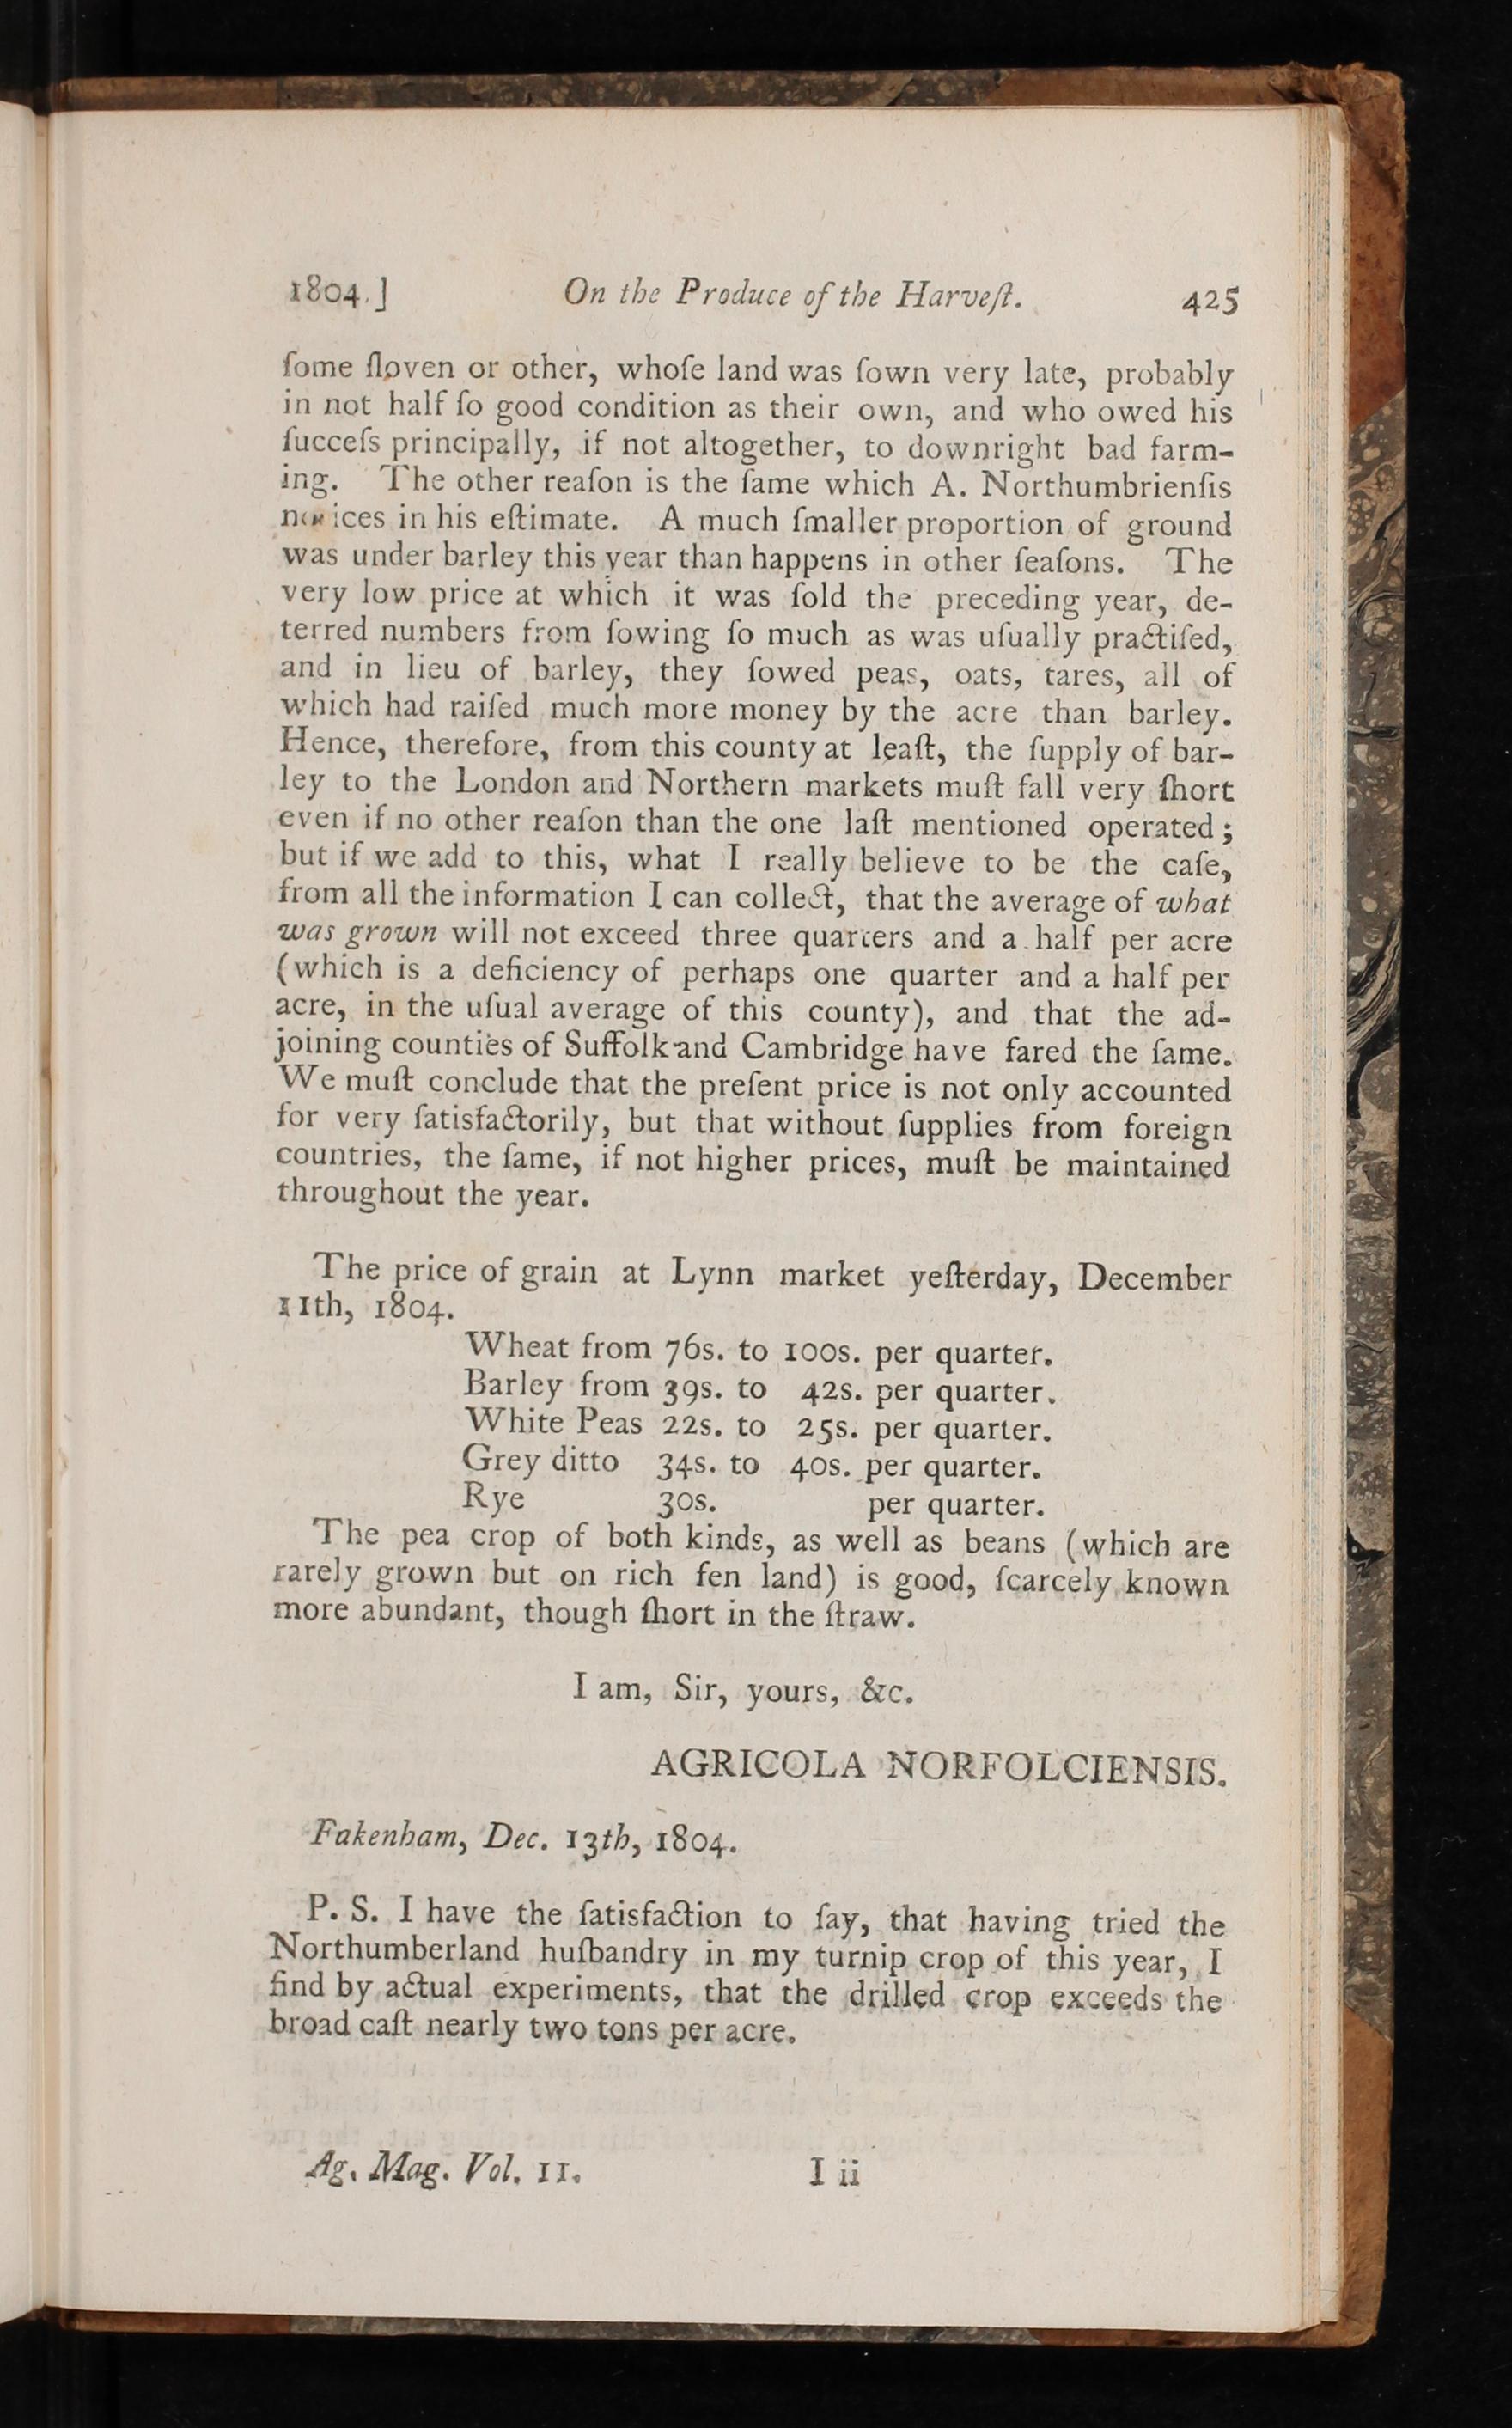 1804.] On the Produce of the Harveſt. 425
ſome ſloven or other, whoſe land was ſown very late, probably
in not half ſo good condition as their own, and who owed his
ſucceſs principally, if not altogether, to downright bad farm-
ing. The other reaſon is the ſame which A. Northumbrienſis
in his eſtimate. A much ſmaller proportion of ground
was under barley this year than happens in other ſeaſons. The
very low price at which it was ſold the preceding year, de-
terred numbers from ſowing ſo much as was uſually practiſed,
and in lieu of barley, they ſowed peas, oats, tares, all of
which had raiſed much more money by the acre than barley.
Hence, therefore, from this county at leaſt, the ſupply of bar-
ley to the London and Northern markets muſt fall very ſhort
even if no other reaſon than the one laſt mentioned operated;
but if we add to this, what I really believe to be the caſe,
from all the information I can collect, that the average of what
was grown will not exceed three quarters and a half per acre
(which is a deficiency of perhaps one quarter and a half per
acre, in the uſual average of this county), and that the ad-
joining counties of Suffolk and Cambridge have fared the ſame.
We muſt conclude that the preſent price is not only accounted
for very ſatisfactorily, but that without ſupplies from foreign
countries, the ſame, if not higher prices, muſt be maintained
throughout the year.
The price of grain at Lynn market yeſterday, December
11th, 1804.
Wheat from 76s. to 100s. per quarter.
Barley from 39s. to 42s. per quarter.
White Peas 22s. to 25s. per quarter.
Grey ditto 34s. to 40s. per quarter.
Rye 30s. per quarter.
The pea crop of both kinds, as well as beans (which are
rarely grown but on rich fen land) is good, ſcarcely known
more abundant, though ſhort in the ſtraw.
I am, Sir, yours, &c.
AGRICOLA NORFOLCIENSIS.
Fakenham, Dec. 13th, 1804.
P. S. I have the ſatisfaction to ſay, that having tried the
Northumberland huſbandry in my turnip crop of this year, I
find by actual experiments, that the drilled crop exceeds the
broad caſt nearly two tons per acre.
Ag. Mag. Vol. 11. I ii